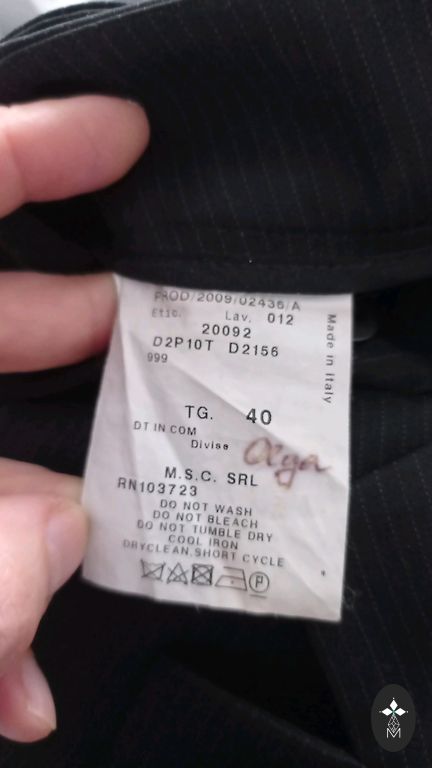 PROD/2009/02436/A
Etic. Lav. 012
20092
D2P10T D2156
999
Made in Italy
TG. 40
DT IN COM
Divisa
Olga
M.S.C. SRL
RN103723
DO NOT WASH
DO NOT BLEACH
DO NOT TUMBLE DRY
COOL IRON
DRYCLEAN,SHORT CYCLE
P
M